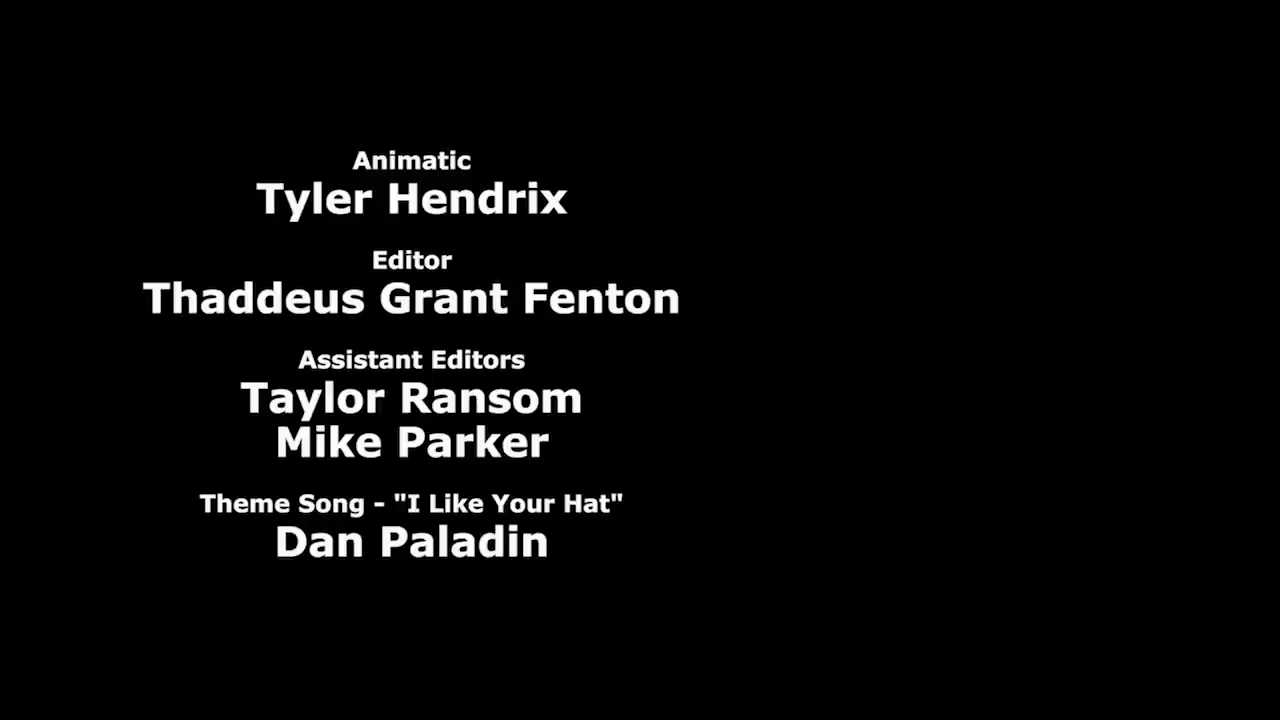 Animatic
Tyler Hendrix
Editor
Thaddeus Grant Fenton
Assistant Editors
Taylor Ransom
Mike Parker
Theme Song - "I Like Your Hat"
Dan Paladin